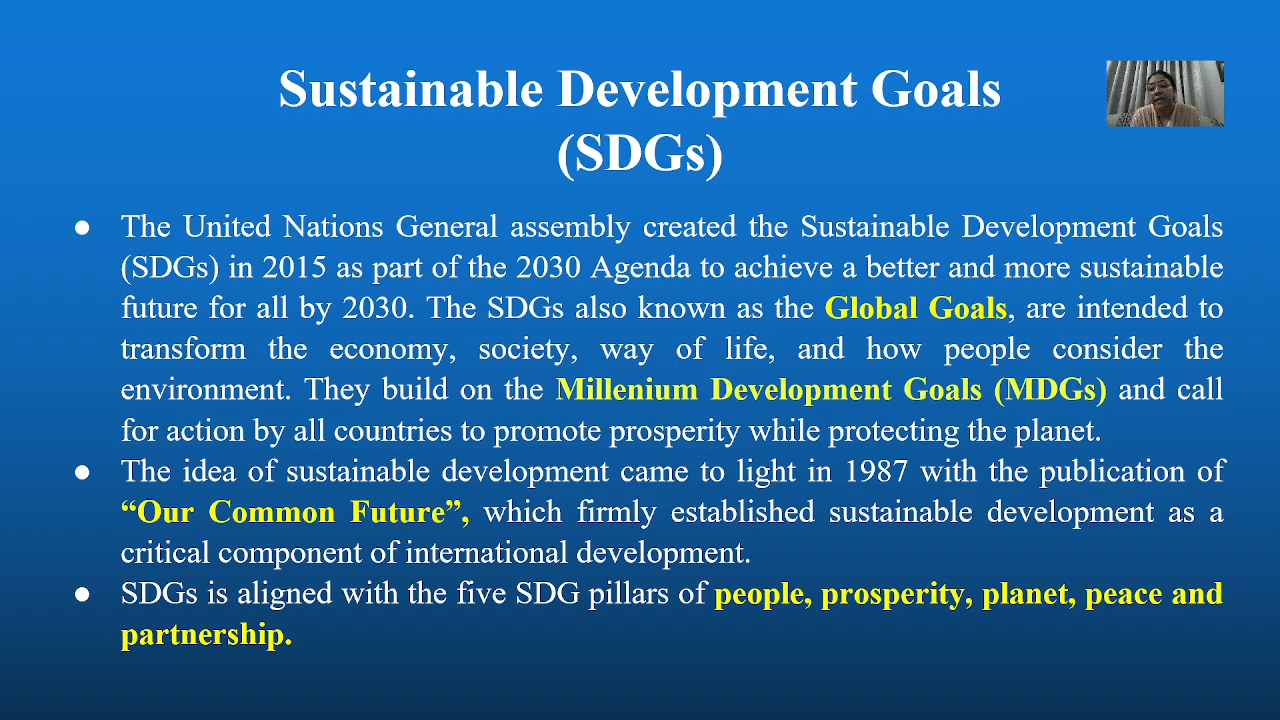 Sustainable Development Goals
(SDGs)
● The United Nations General assembly created the Sustainable Development Goals
(SDGs) in 2015 as part of the 2030 Agenda to achieve a better and more sustainable
future for all by 2030. The SDGs also known as the Global Goals, are intended to
transform the economy, society, way of life, and how people consider the
environment. They build on the Millenium Development Goals (MDGs) and call
for action by all countries to promote prosperity while protecting the planet.
● The idea of sustainable development came to light in 1987 with the publication of
“Our Common Future”, which firmly established sustainable development as a
critical component of international development.
● SDGs is aligned with the five SDG pillars of people, prosperity, planet, peace and
partnership.